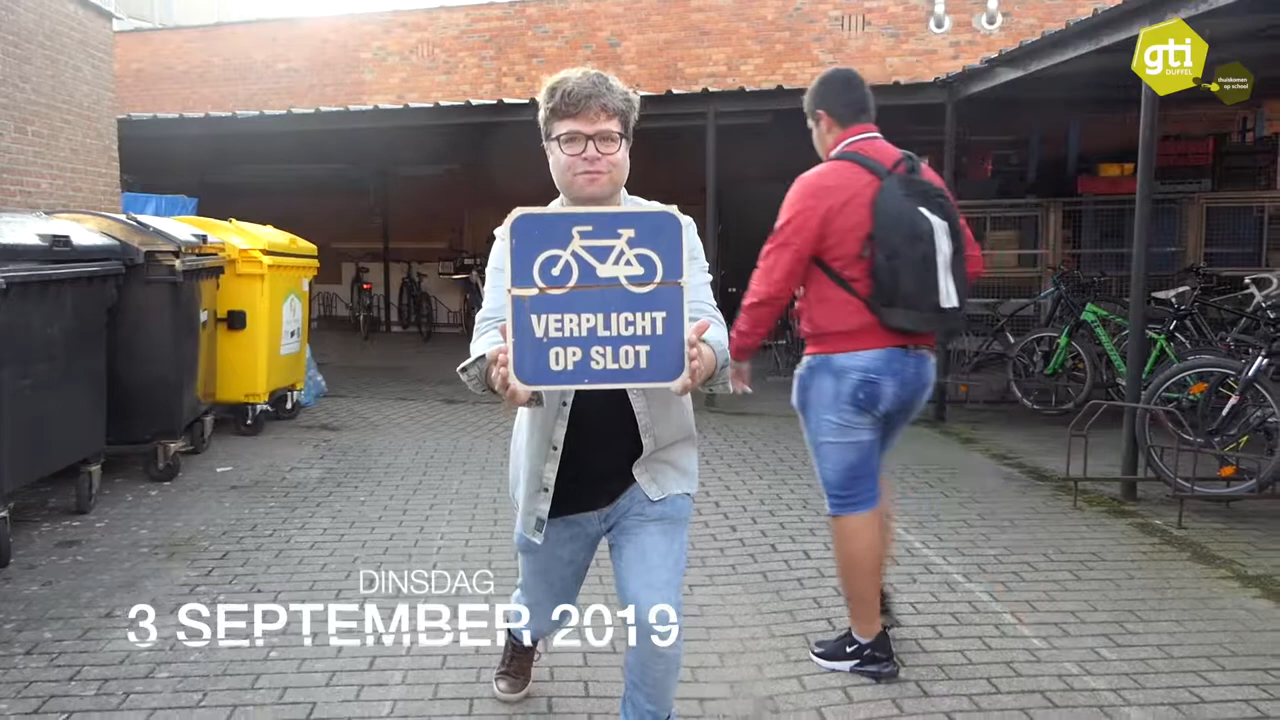 gti
DUFFEL
thuiskomen
op school
VERPLICHT
OP SLOT
DINSDAG
3 SEPTEMBER 2019